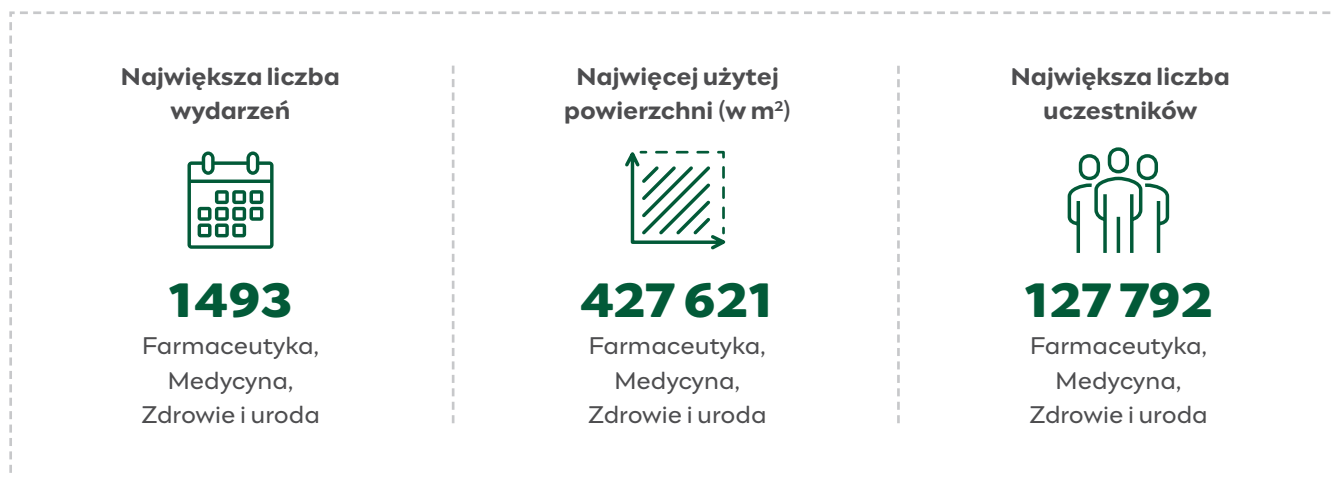 Największa liczba
wydarzeń
1493
Farmaceutyka,
Medycyna,
Zdrowie i uroda
Najwięcej użytej
powierzchni (w m²)
427 621
Farmaceutyka,
Medycyna,
Zdrowie i uroda
Największa liczba
uczestników
127 792
Farmaceutyka,
Medycyna,
Zdrowie i uroda